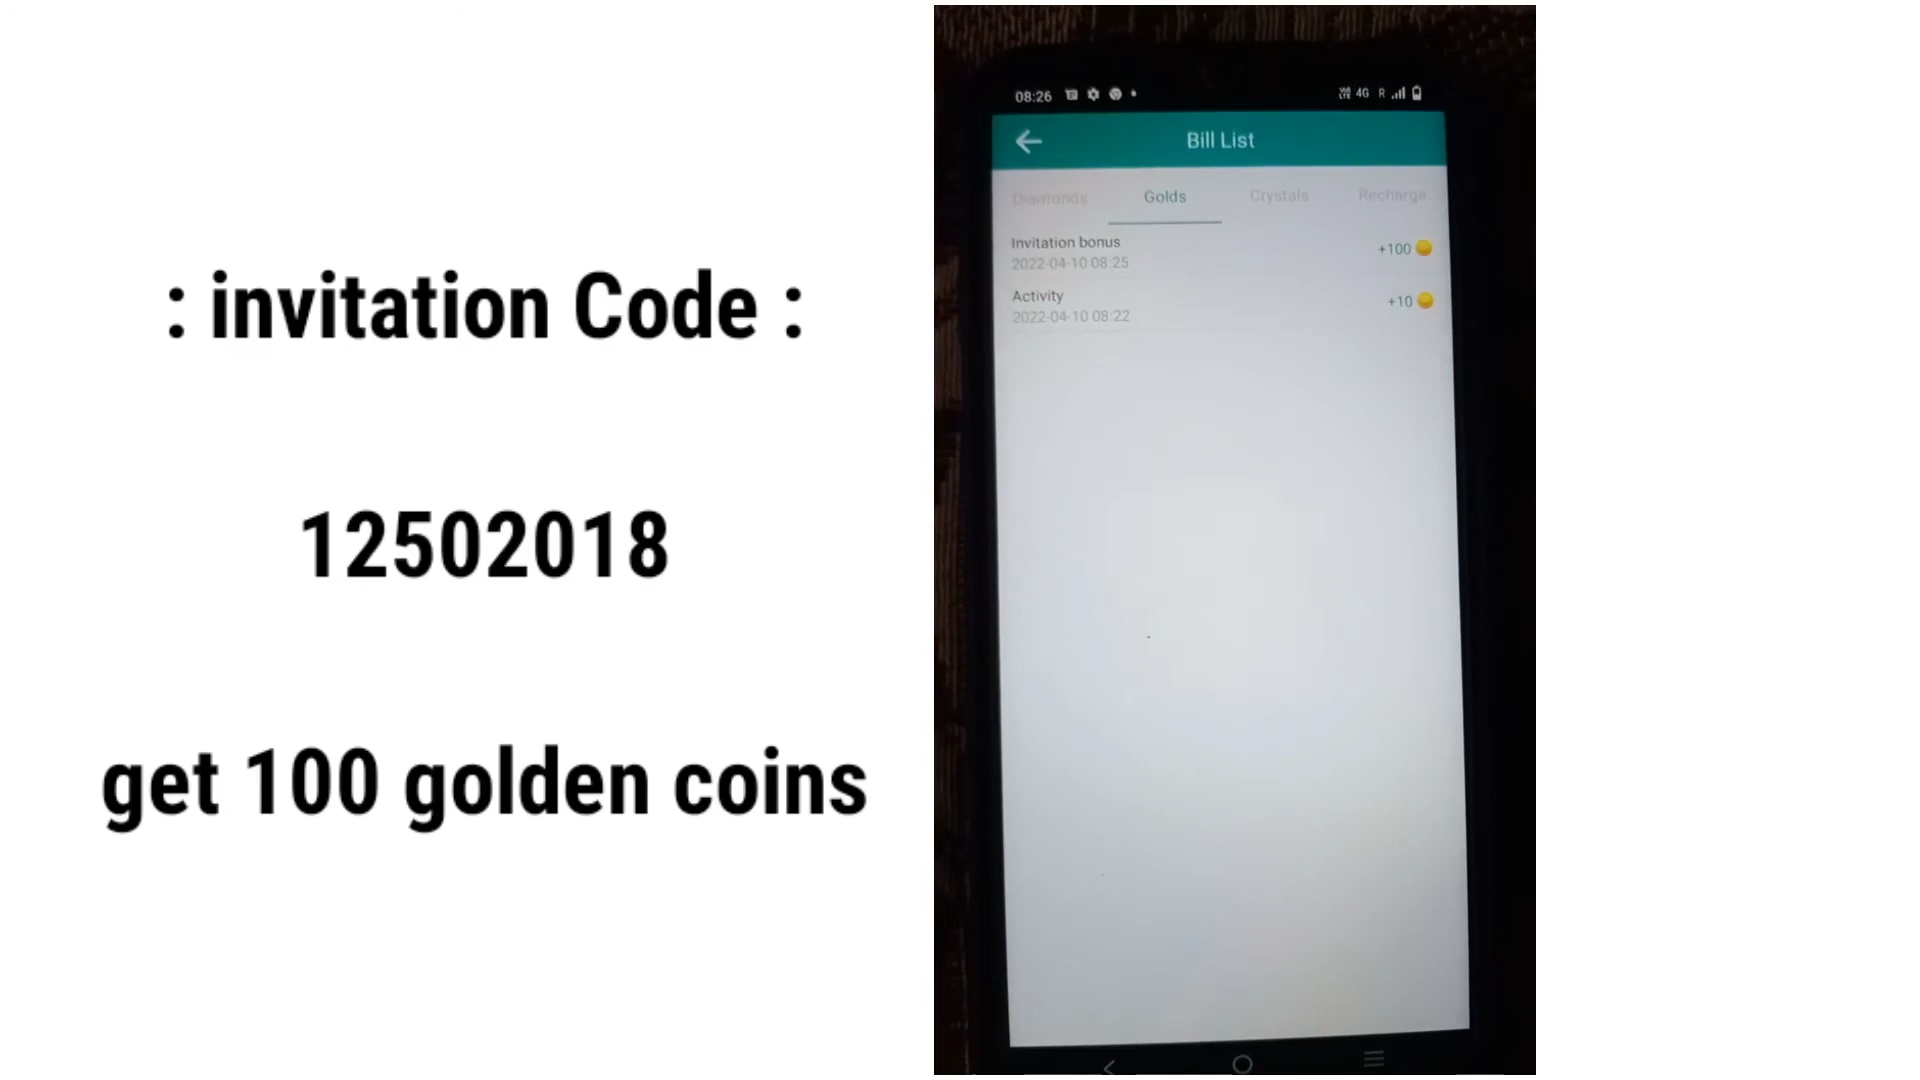 : invitation Code :
12502018
get 100 golden coins
08:26
4G R
Bill List
Diamonds Golds Crystals Recharge
Invitation bonus +100
2022-04-10 08:25
Activity +10
2022-04-10 08:22